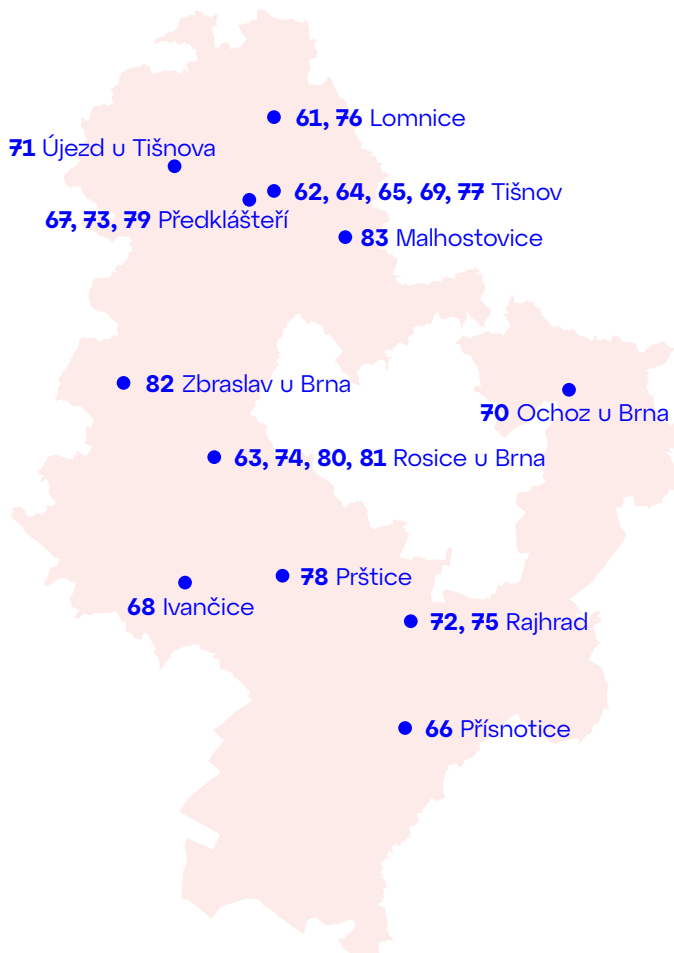 61, 76 Lomnice
71 Újezd u Tišnova
62, 64, 65, 69, 77 Tišnov
67, 73, 79 Předklášteří
83 Malhostovice
82 Zbraslav u Brna
70 Ochoz u Brna
63, 74, 80, 81 Rosice u Brna
78 Prštice
68 Ivančice
72, 75 Rajhrad
66 Přísnotice